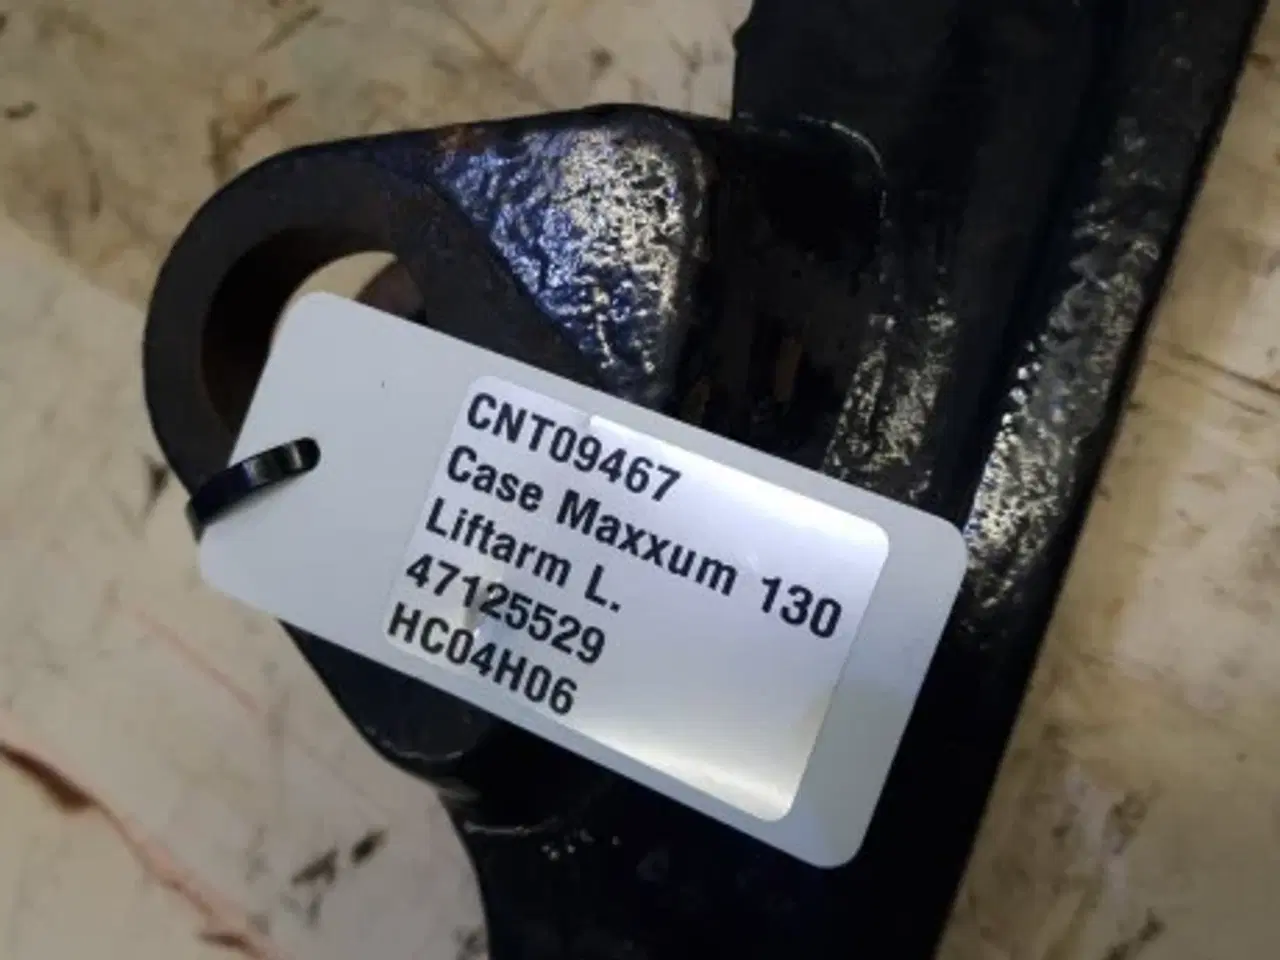 CNT09467
Case Maxxum 130
Liftarm L.
47125529
HC04H06